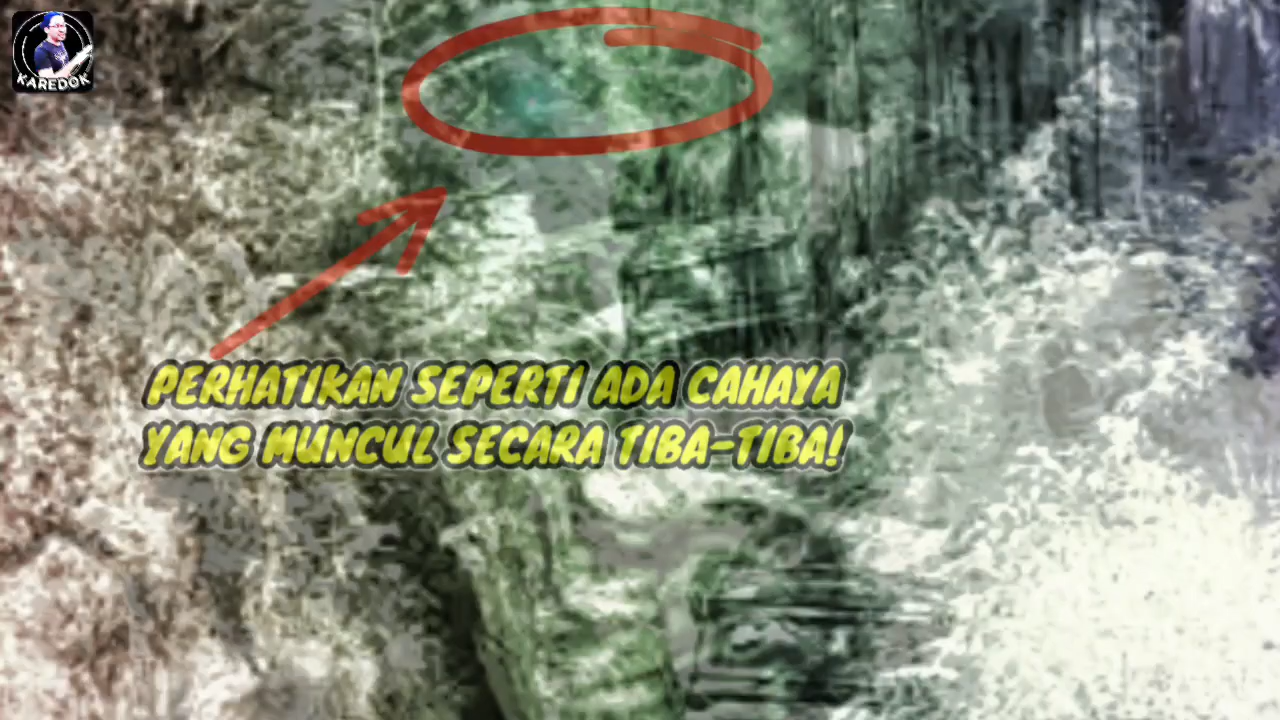 KAREDOK
PERHATIKAN SEPERTI ADA CAHAYA
YANG MUNCUL SECARA TIBA-TIBA!